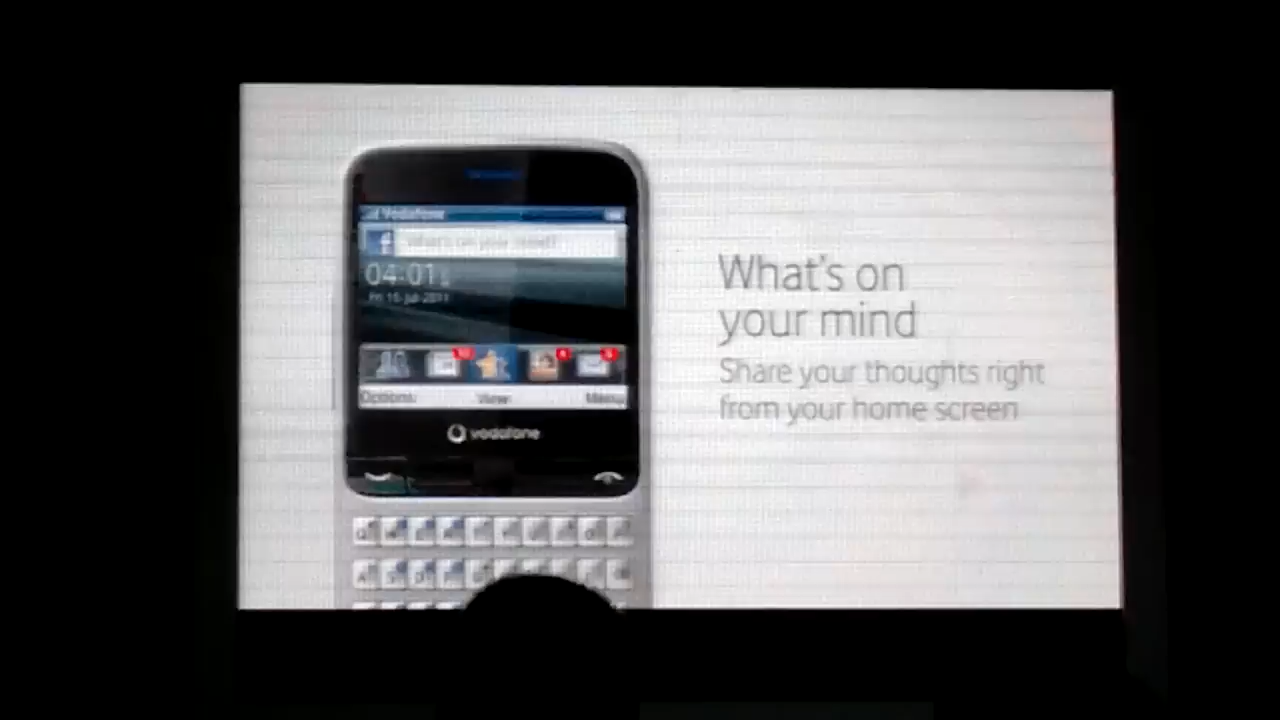 Vodafone
What's on your mind?
04:01
Fri 15 Jul 2011
Options View Menu
vodafone
What's on
your mind
Share your thoughts right
from your home screen